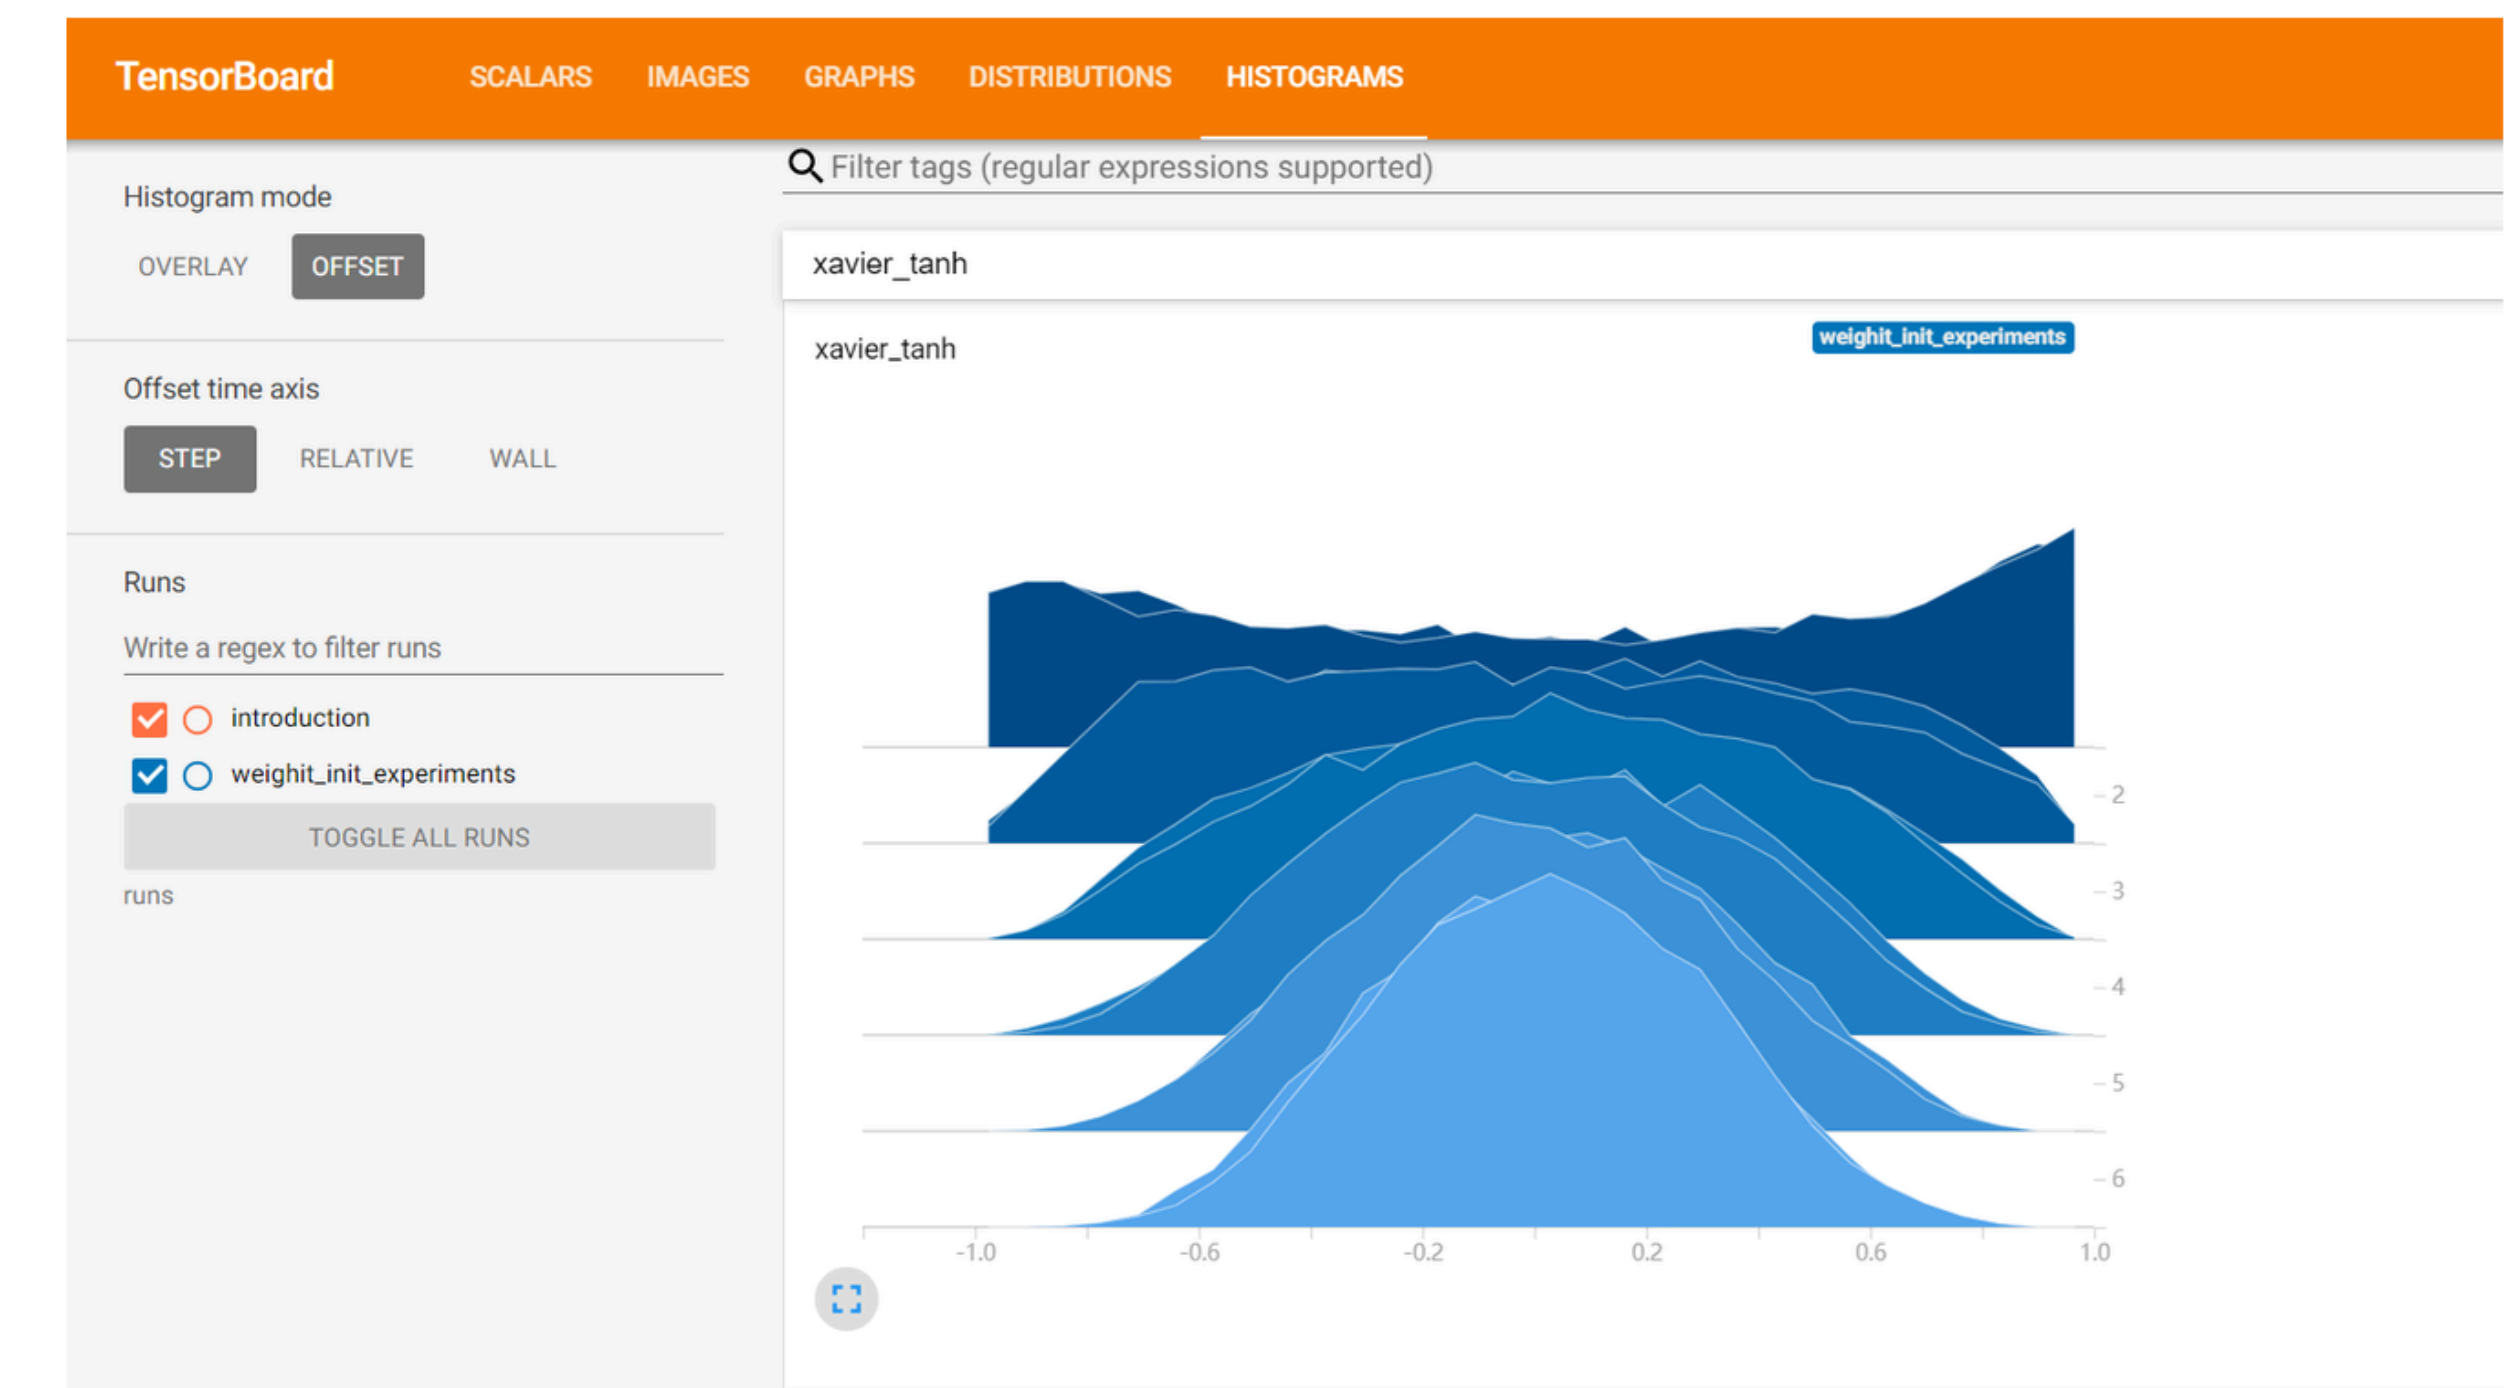 TensorBoard SCALARS IMAGES GRAPHS DISTRIBUTIONS HISTOGRAMS
Filter tags (regular expressions supported)
Histogram mode
OVERLAY OFFSET
Offset time axis
STEP RELATIVE WALL
Runs
Write a regex to filter runs
introduction
weighit_init_experiments
TOGGLE ALL RUNS
runs
xavier_tanh
xavier_tanh
weighit_init_experiments
2
3
4
5
6
-1.0 -0.6 -0.2 0.2 0.6 1.0